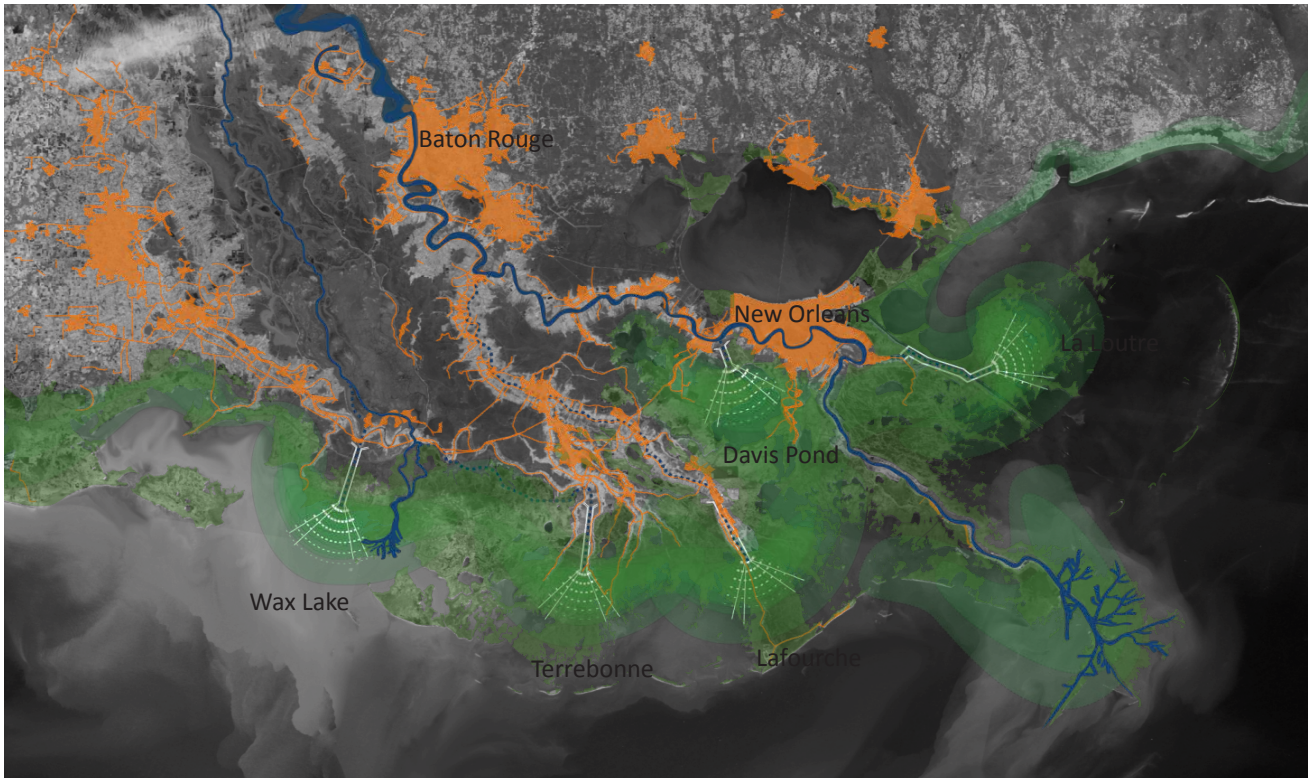 Baton Rouge
New Orleans
La Loutre
Davis Pond
Wax Lake
Terrebonne
Lafourche